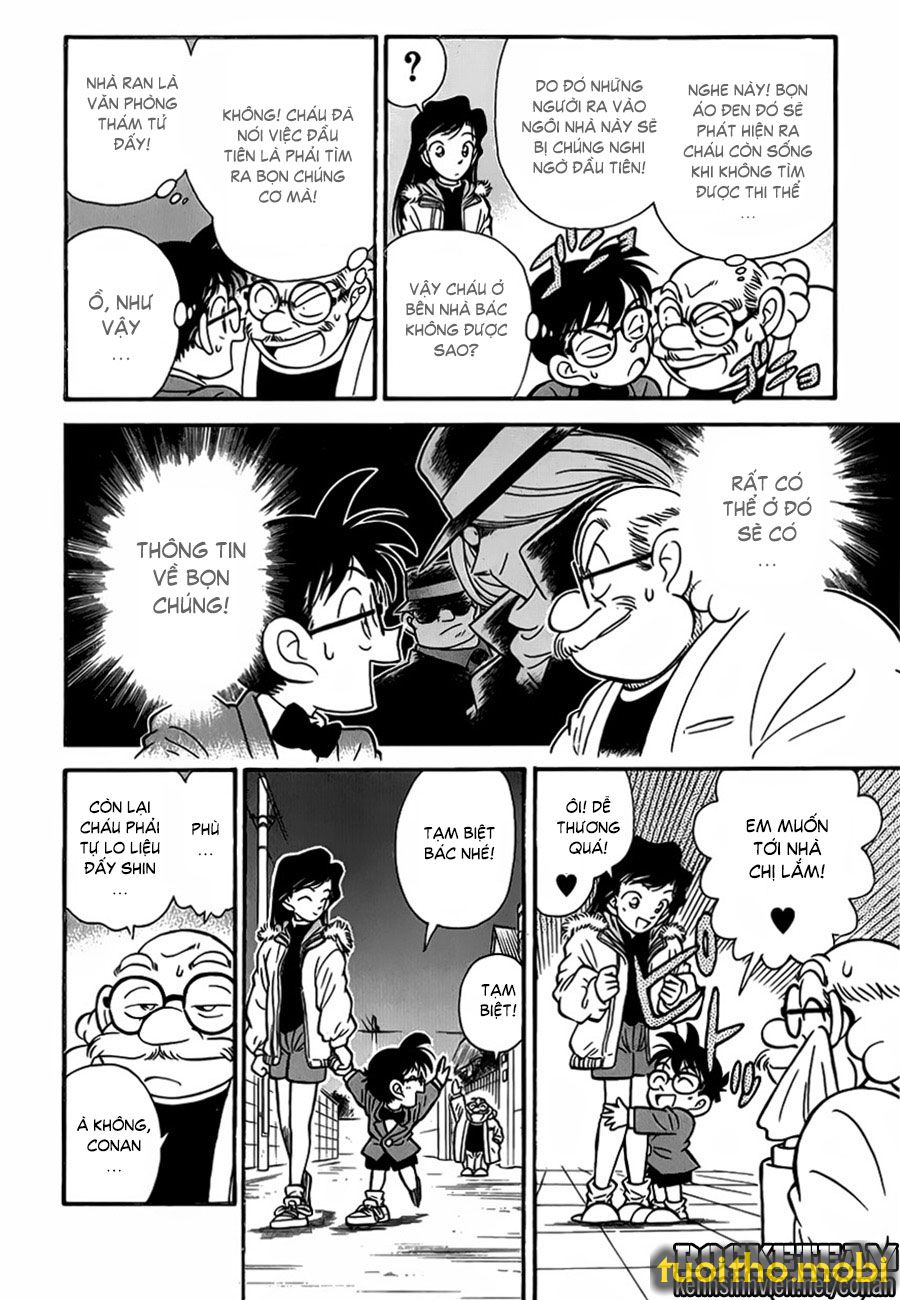 NGHE NÀY! BỌN
ÁO ĐEN ĐÓ SẼ
PHÁT HIỆN RA
CHÁU CÒN SỐNG
KHI KHÔNG TÌM
ĐƯỢC THI THỂ
...
DO ĐÓ NHỮNG
NGƯỜI RA VÀO
NGÔI NHÀ NÀY SẼ
BỊ CHÚNG NGHI
NGỜ ĐẦU TIÊN!
?
VẬY CHÁU Ở
BÊN NHÀ BÁC
KHÔNG ĐƯỢC
SAO?
KHÔNG! CHÁU ĐÃ
NÓI VIỆC ĐẦU
TIÊN LÀ PHẢI TÌM
RA BỌN CHÚNG
CƠ MÀ!
NHÀ RAN LÀ
VĂN PHÒNG
THÁM TỬ
ĐẤY!
Ồ, NHƯ
VẬY
...
RẤT CÓ
THỂ Ở ĐÓ
SẼ CÓ
...
THÔNG TIN
VỀ BỌN
CHÚNG!
EM MUỐN
TỚI NHÀ
CHỊ LẮM!
ÔI! DỄ
THƯƠNG
QUÁ!
TẠM BIỆT
BÁC NHÉ!
TẠM
BIỆT!
PHÙ
...
CÒN LẠI
CHÁU PHẢI
TỰ LO LIỆU
ĐẤY SHIN
...
À KHÔNG,
CONAN
...
tuoitho.mobi